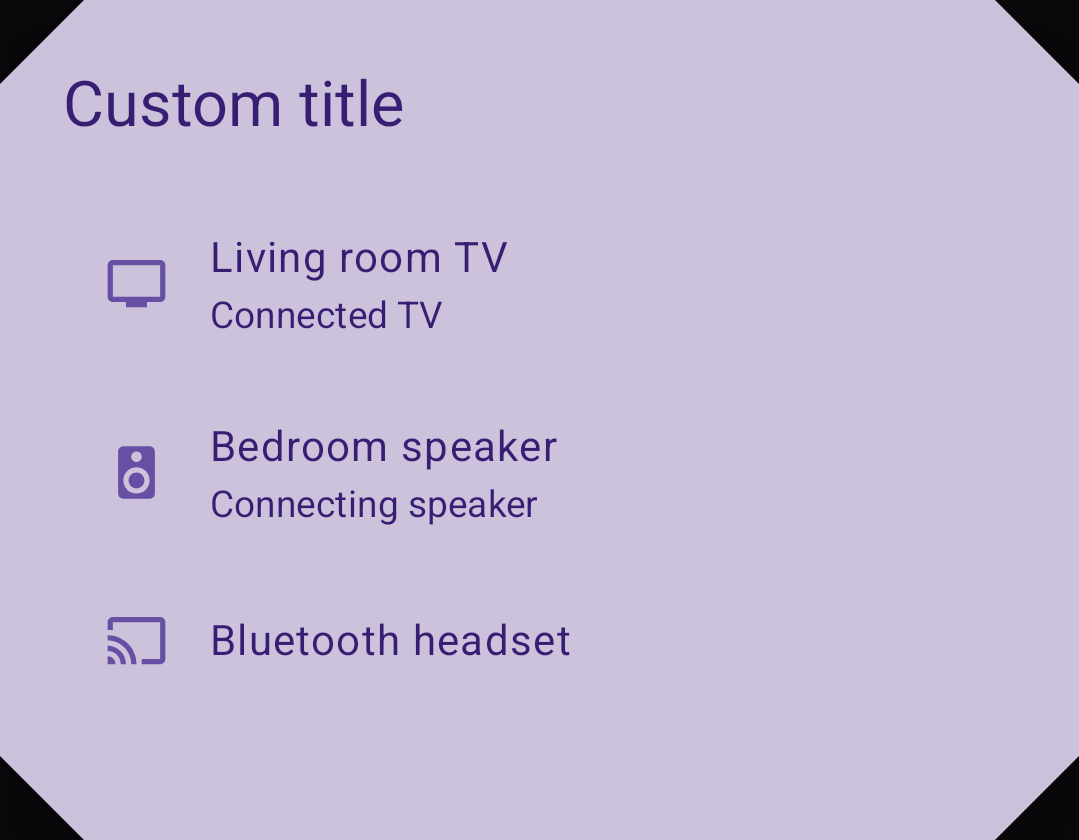 Custom title
Living room TV
Connected TV
Bedroom speaker
Connecting speaker
Bluetooth headset